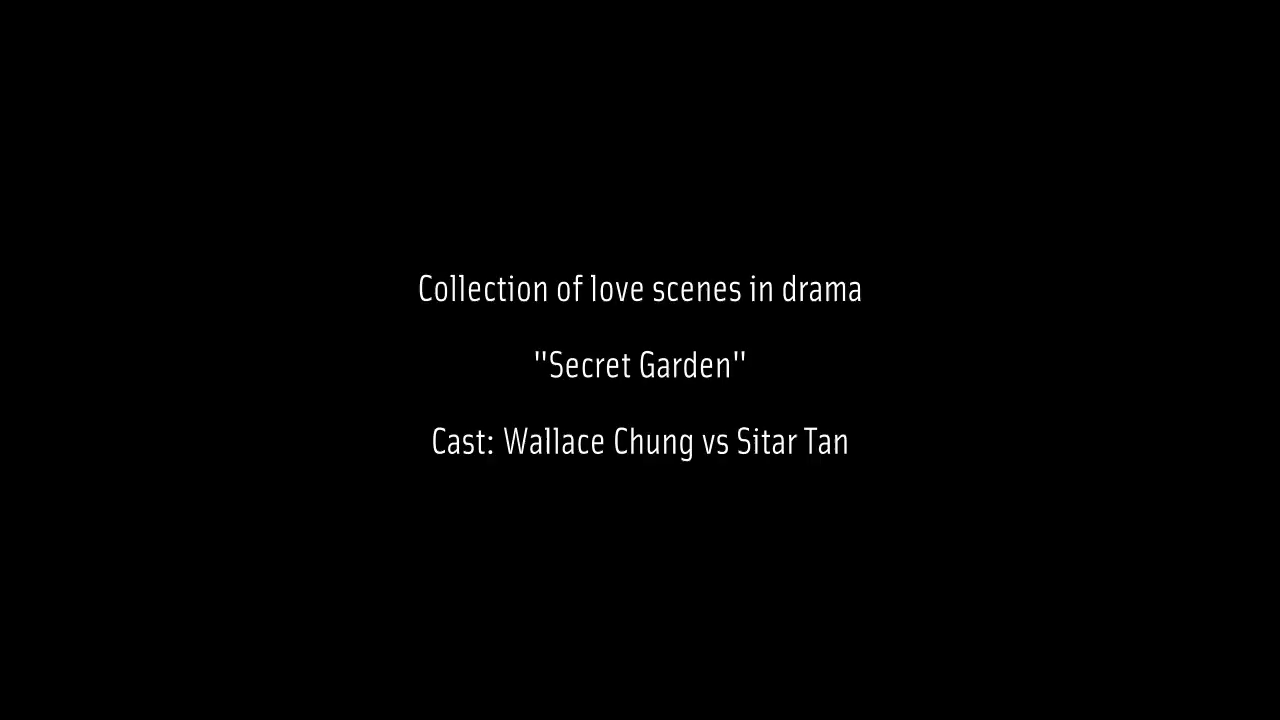 Collection of love scenes in drama
"Secret Garden"
Cast: Wallace Chung vs Sitar Tan